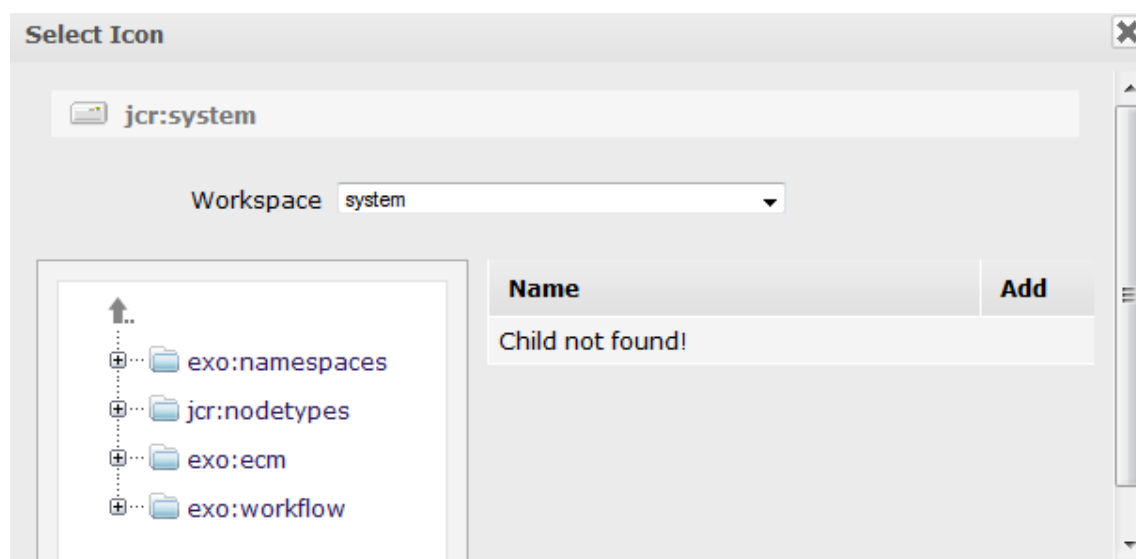 Select Icon
jcr:system
Workspace system
Name Add
Child not found!
exo:namespaces
jcr:nodetypes
exo:ecm
exo:workflow